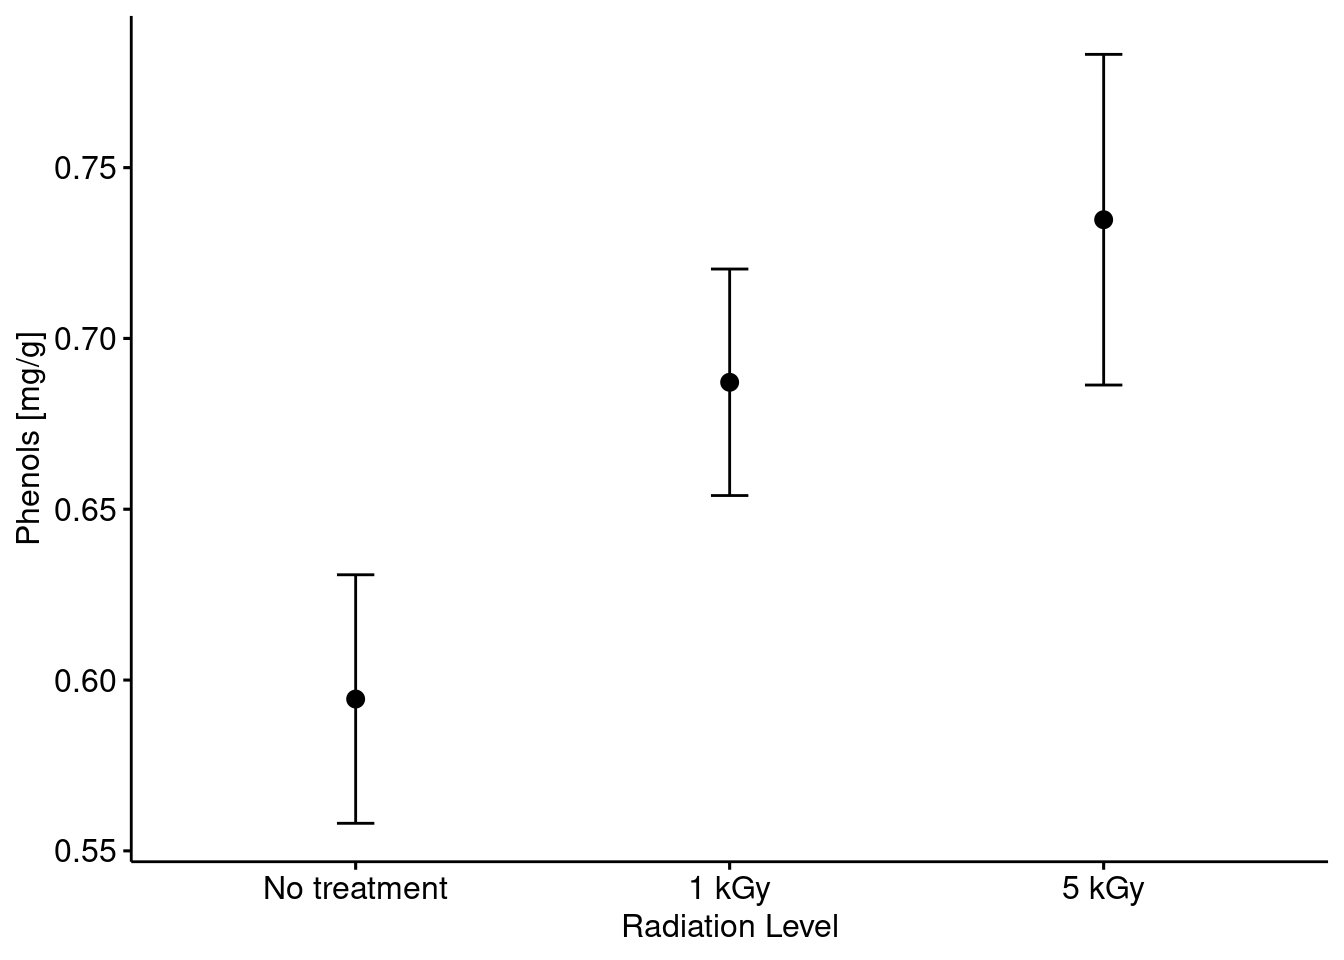 Phenols [mg/g]
0.75
0.70
0.65
0.60
0.55
No treatment
1 kGy
5 kGy
Radiation Level